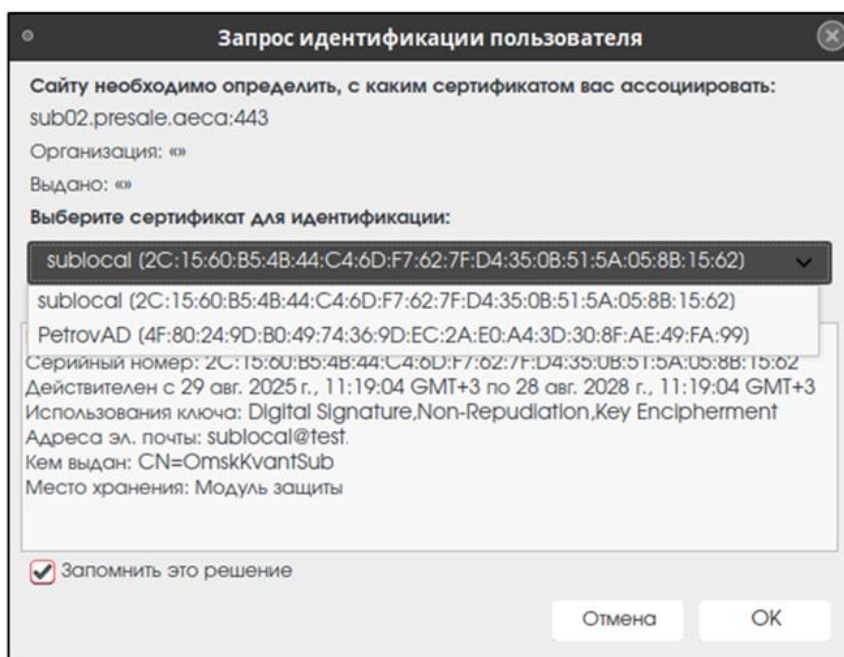 Запрос идентификации пользователя
Сайту необходимо определить, с каким сертификатом вас ассоциировать:
sub02.presale.aeca:443
Организация: «»
Выдано: «»
Выберите сертификат для идентификации:
sublocal (2C:15:60:B5:4B:44:C4:6D:F7:62:7F:D4:35:0B:51:5A:05:8B:15:62)
sublocal (2C:15:60:B5:4B:44:C4:6D:F7:62:7F:D4:35:0B:51:5A:05:8B:15:62)
PetrovAD (4F:80:24:9D:B0:49:74:36:9D:EC:2A:E0:A4:3D:30:8F:AE:49:FA:99)
Серийный номер: 2C:15:60:B5:4B:44:C4:6D:F7:62:7F:D4:35:0B:51:5A:05:8B:15:62
Действителен с 29 авг. 2025 г., 11:19:04 GMT+3 по 28 авг. 2028 г., 11:19:04 GMT+3
Использования ключа: Digital Signature,Non-Repudiation,Key Encipherment
Адреса эл. почты: sublocal@test.
Кем выдан: CN=OmskKvantSub
Место хранения: Модуль защиты
Запомнить это решение
Отмена
OK